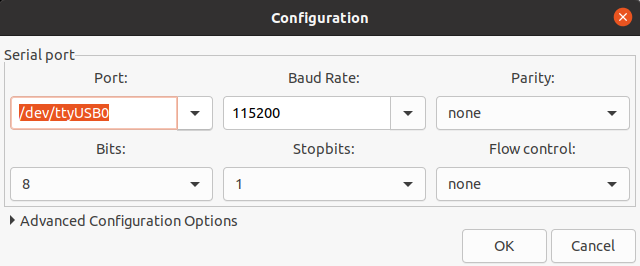 Configuration
Serial port
Port: Baud Rate: Parity:
/dev/ttyUSB0 115200 none
Bits: Stopbits: Flow control:
8 1 none
Advanced Configuration Options
OK Cancel